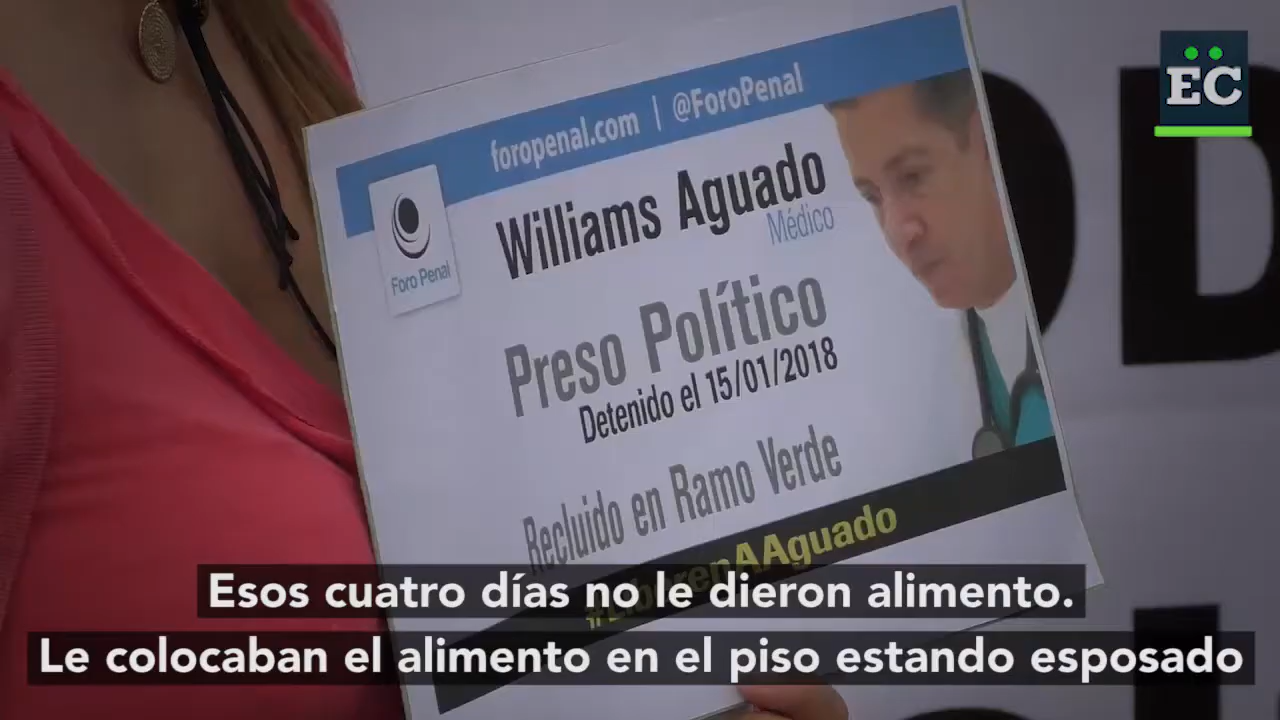 foropenal.com | @ForoPenal
EC
Foro Penal
Williams Aguado
Médico
Preso Político
Detenido el 15/01/2018
Recluido en Ramo Verde
Esos cuatro días no le dieron alimento.
Le colocaban el alimento en el piso estando esposado